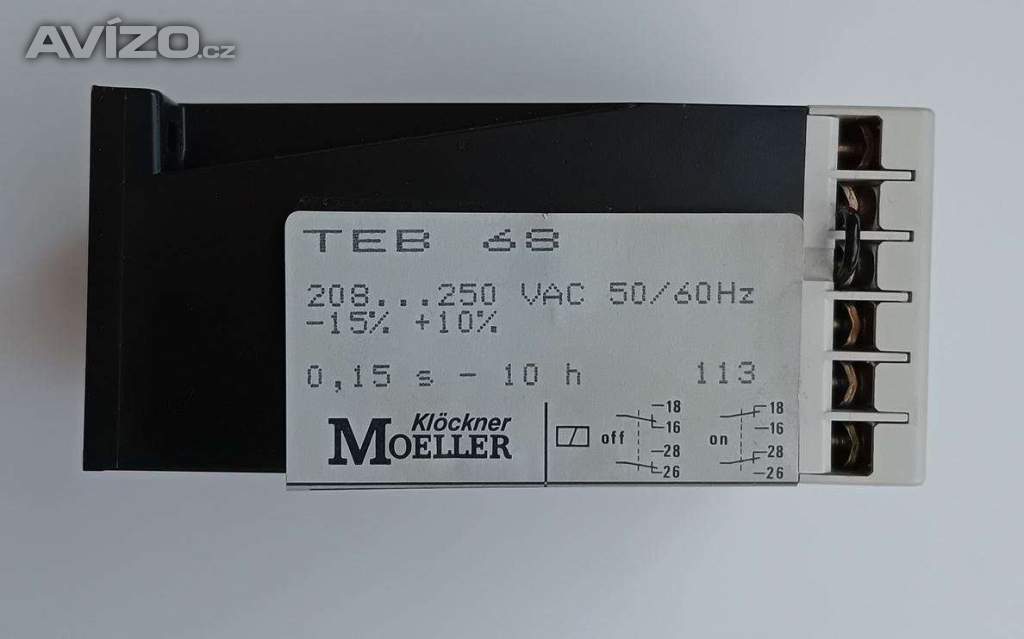 AVÍZO.cz
TEB 68
208...250 VAC 50/60Hz
-15% +10%
0,15 s - 10 h 113
Klöckner
MOELLER
off
18
16
28
26
on
18
16
28
26